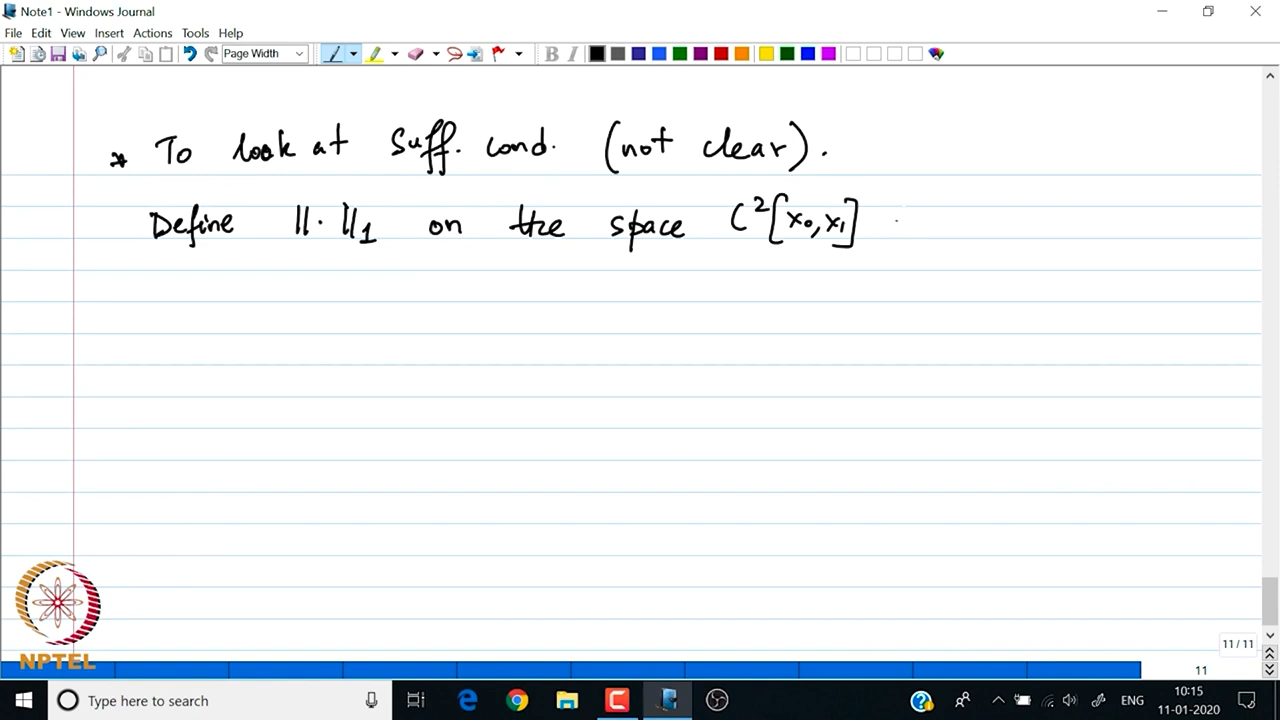 Note1 - Windows Journal
File Edit View Insert Actions Tools Help
Page Width B I
* To look at Suff. cond. (not clear).
Define ||·||₁ on the space C²[x₀,x₁]
NPTEL
11 / 11
11
Type here to search
ENG
10:15
11-01-2020